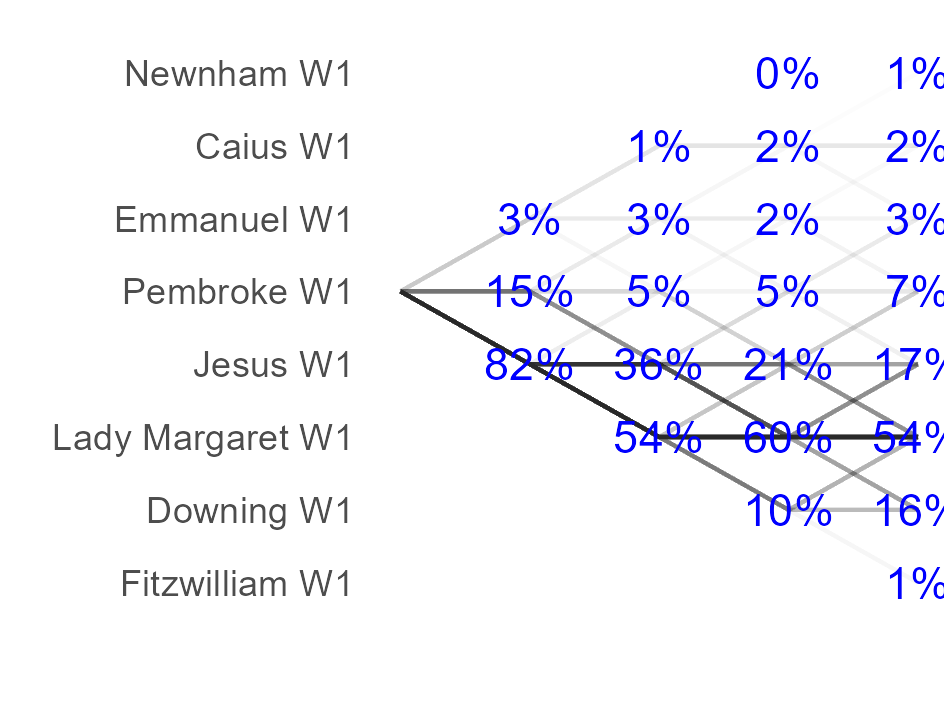 Newnham W1 0% 1%
Caius W1 1% 2% 2%
Emmanuel W1 3% 3% 2% 3%
Pembroke W1 15% 5% 5% 7%
Jesus W1 82% 36% 21% 17%
Lady Margaret W1 54% 60% 54%
Downing W1 10% 16%
Fitzwilliam W1 1%